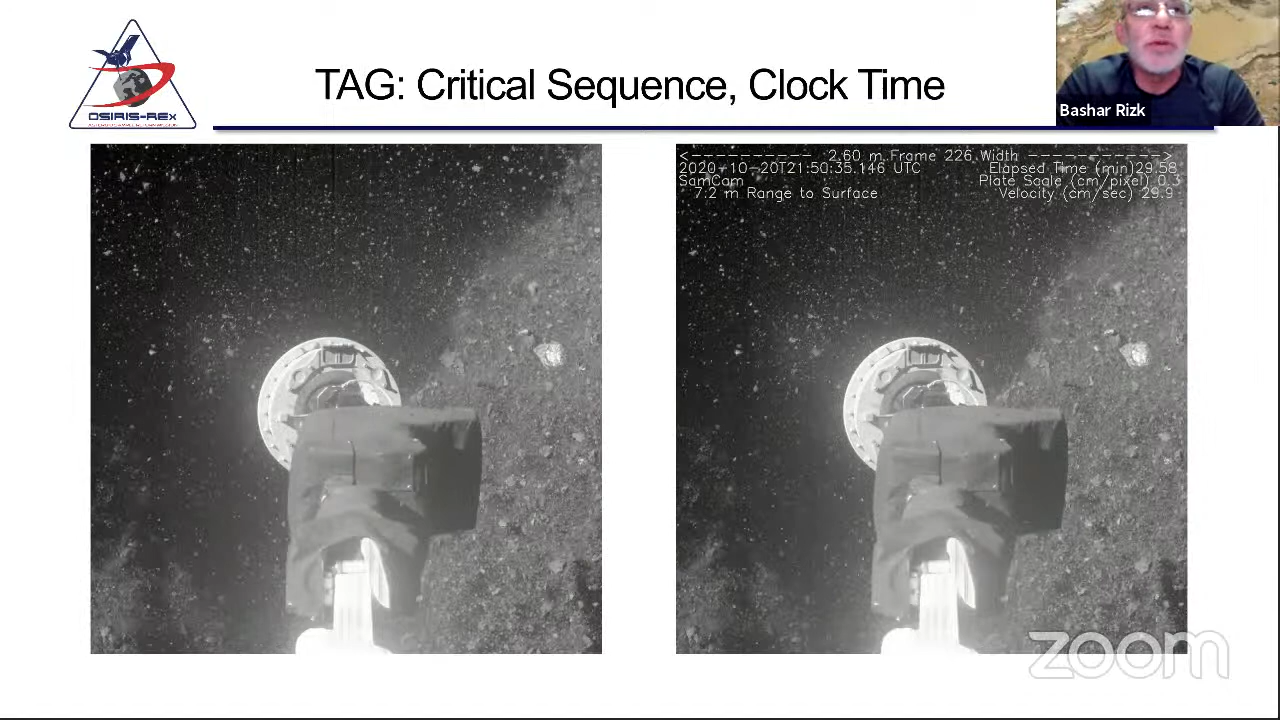 OSIRIS-REx
TAG: Critical Sequence, Clock Time
Bashar Rizk
<---------- 2.60 m Frame 226 Width ---------->
2020-10-20T21:50:35.146 UTC Elapsed Time (min)29.58
SamCam Plate Scale (cm/pixel) 0.3
7.2 m Range to Surface Velocity (cm/sec) 29.9
zoom